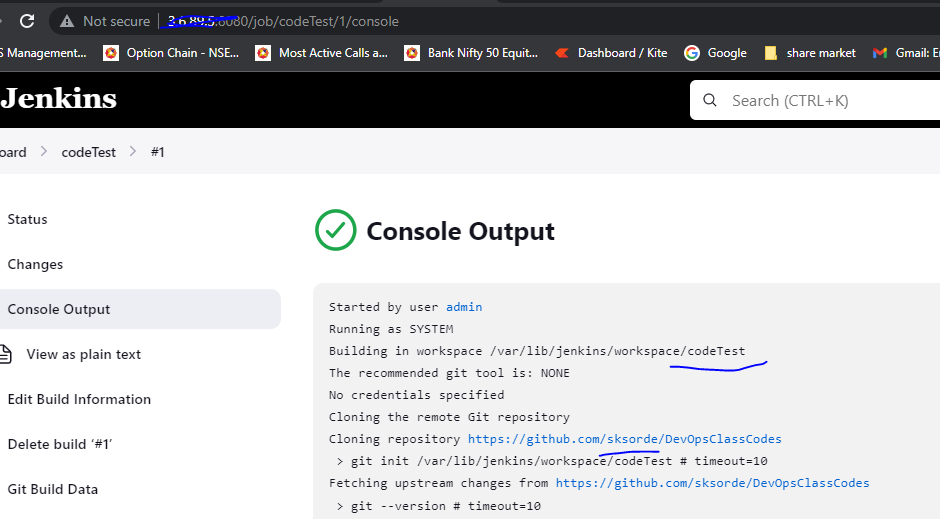 Not secure :8080/job/codeTest/1/console
S Management... Option Chain - NSE... Most Active Calls a... Bank Nifty 50 Equit... Dashboard / Kite Google share market Gmail: E
Jenkins
Search (CTRL+K)
oard codeTest #1
Status
Changes
Console Output
View as plain text
Edit Build Information
Delete build ‘#1’
Git Build Data
Console Output
Started by user admin
Running as SYSTEM
Building in workspace /var/lib/jenkins/workspace/codeTest
The recommended git tool is: NONE
No credentials specified
Cloning the remote Git repository
Cloning repository https://github.com/sksorde/DevOpsClassCodes
> git init /var/lib/jenkins/workspace/codeTest # timeout=10
Fetching upstream changes from https://github.com/sksorde/DevOpsClassCodes
> git --version # timeout=10